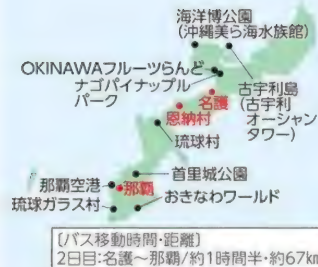 海洋博公園
(沖縄美ら海水族館)
OKINAWAフルーツらんど
ナゴパイナップル
パーク
名護
恩納村
古宇利島
(古宇利
オーシャン
タワー)
琉球村
首里城公園
那覇空港
那覇
琉球ガラス村
おきなわワールド
[バス移動時間・距離]
2日目:名護~那覇/約1時間半・約67km